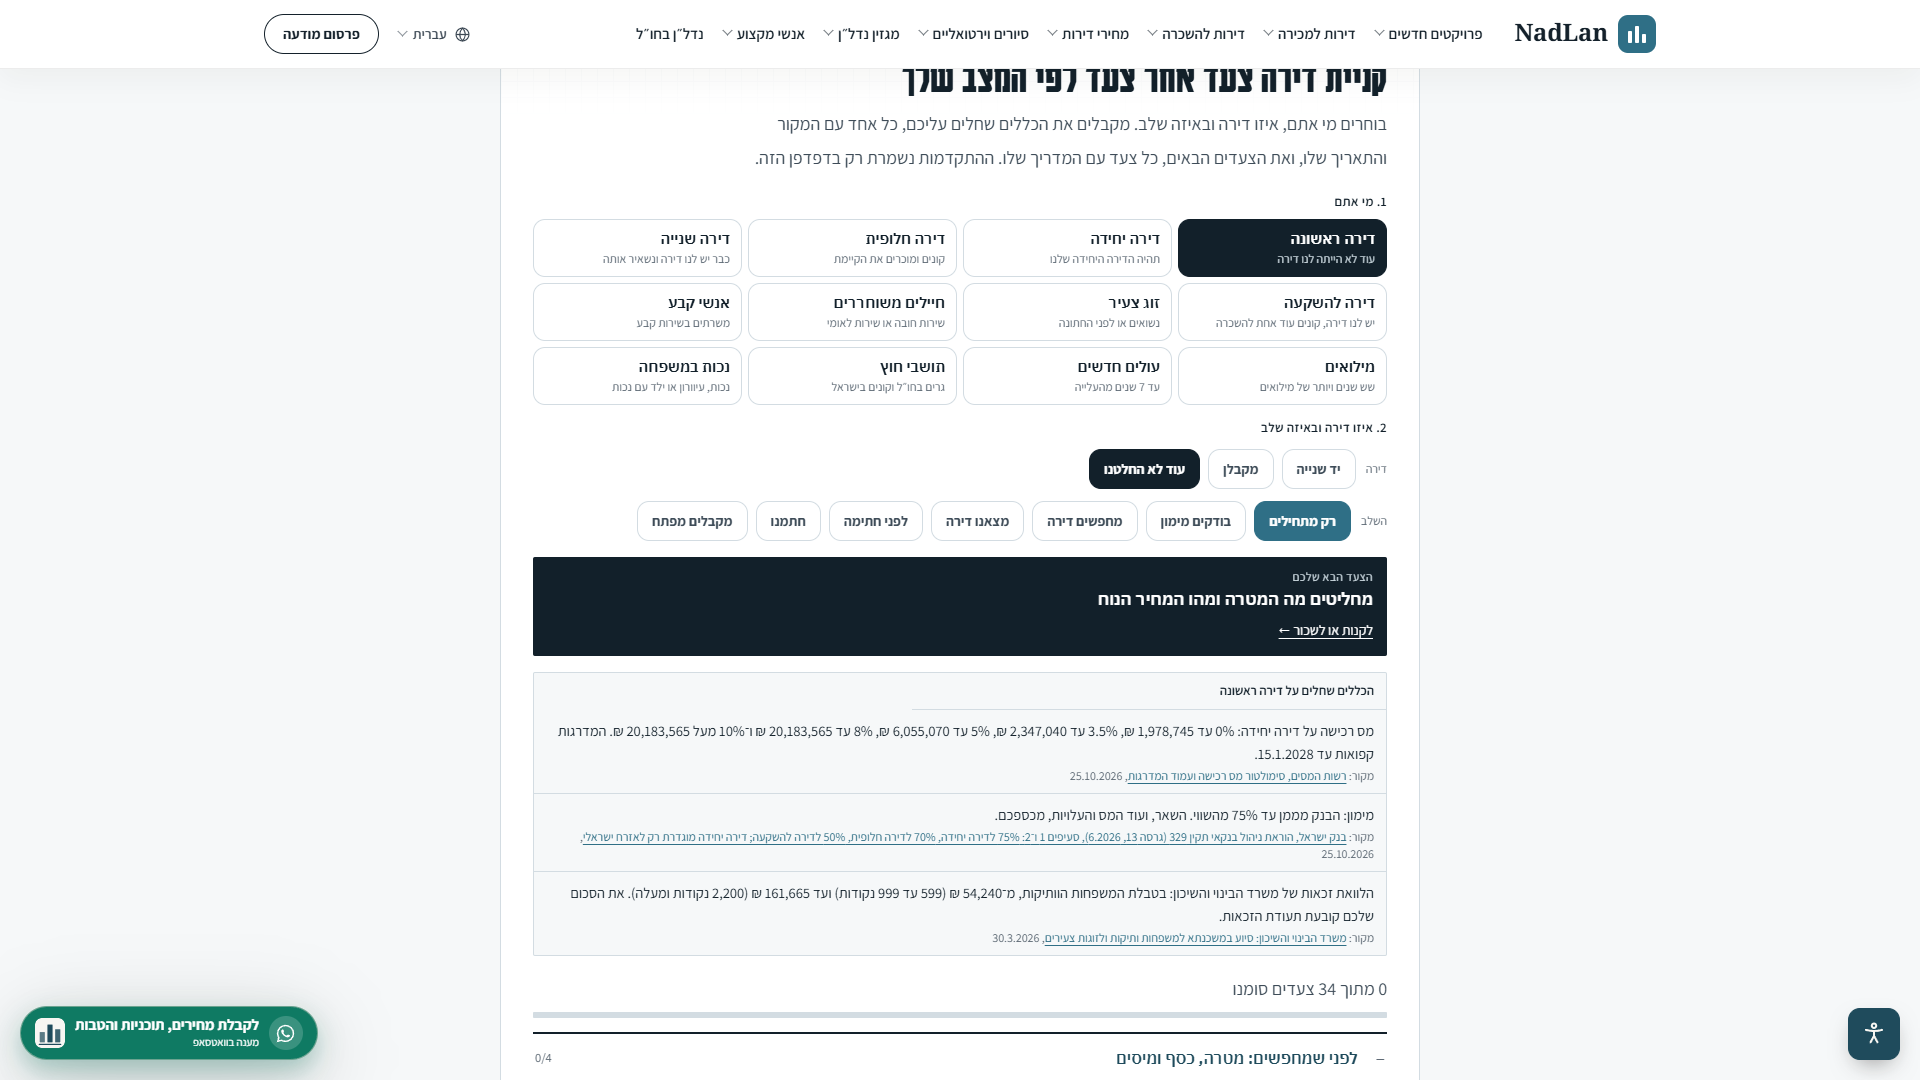 NadLan
פרויקטים חדשים
דירות למכירה
דירות להשכרה
מחירי דירות
סיורים וירטואליים
מגזין נדל״ן
אנשי מקצוע
נדל״ן בחו״ל
עברית
פרסום מודעה
קניית דירה צעד אחר צעד לפי המצב שלך
בוחרים מי אתם, איזו דירה ובאיזה שלב. מקבלים את הכללים שחלים עליכם, כל אחד עם המקור
והתאריך שלו, ואת הצעדים הבאים, כל צעד עם המדריך שלו. ההתקדמות נשמרת רק בדפדפן הזה.
1. מי אתם
דירה ראשונה
עוד לא הייתה לנו דירה
דירה יחידה
תהיה הדירה היחידה שלנו
דירה חלופית
קונים ומוכרים את הקיימת
דירה שנייה
כבר יש לנו דירה ונשאיר אותה
דירה להשקעה
יש לנו דירה, קונים עוד אחת להשכרה
זוג צעיר
נשואים או לפני החתונה
חיילים משוחררים
שירות חובה או שירות לאומי
אנשי קבע
משרתים בשירות קבע
מילואים
שש שנים ויותר של מילואים
עולים חדשים
עד 7 שנים מהעלייה
תושבי חוץ
גרים בחו״ל וקונים בישראל
נכות במשפחה
נכות, עיוורון או ילד עם נכות
2. איזו דירה ובאיזה שלב
דירה
יד שנייה
מקבלן
עוד לא החלטנו
השלב
רק מתחילים
בודקים מימון
מחפשים דירה
מצאנו דירה
לפני חתימה
חתמנו
מקבלים מפתח
הצעד הבא שלכם
מחליטים מה המטרה ומהו המחיר הנוח
לקנות או לשכור ←
הכללים שחלים על דירה ראשונה
מס רכישה על דירה יחידה: 0% עד 1,978,745 ₪, 3.5% עד 2,347,040 ₪, 5% עד 6,055,070 ₪, 8% עד 20,183,565 ₪ ו־10% מעל 20,183,565 ₪. המדרגות
קפואות עד 15.1.2028.
מקור: רשות המסים, סימולטור מס רכישה ועמוד המדרגות, 25.10.2026
מימון: הבנק מממן עד 75% מהשווי. השאר, ועוד המס והעלויות, מכספכם.
מקור: בנק ישראל, הוראת ניהול בנקאי תקין 329 (גרסה 13, 6.2026), סעיפים 1 ו־2: 75% לדירה יחידה, 70% לדירה חלופית, 50% לדירה להשקעה; דירה יחידה מוגדרת רק לאזרח ישראלי,
25.10.2026
הלוואת זכאות של משרד הבינוי והשיכון: בטבלת המשפחות הוותיקות, מ־54,240 ₪ (599 עד 999 נקודות) ועד 161,665 ₪ (2,200 נקודות ומעלה). את הסכום
שלכם קובעת תעודת הזכאות.
מקור: משרד הבינוי והשיכון: סיוע במשכנתא למשפחות ותיקות ולזוגות צעירים, 30.3.2026
0 מתוך 34 צעדים סומנו
– לפני שמחפשים: מטרה, כסף ומיסים
0/4
לקבלת מחירים, תוכניות והטבות
מענה בוואטסאפ